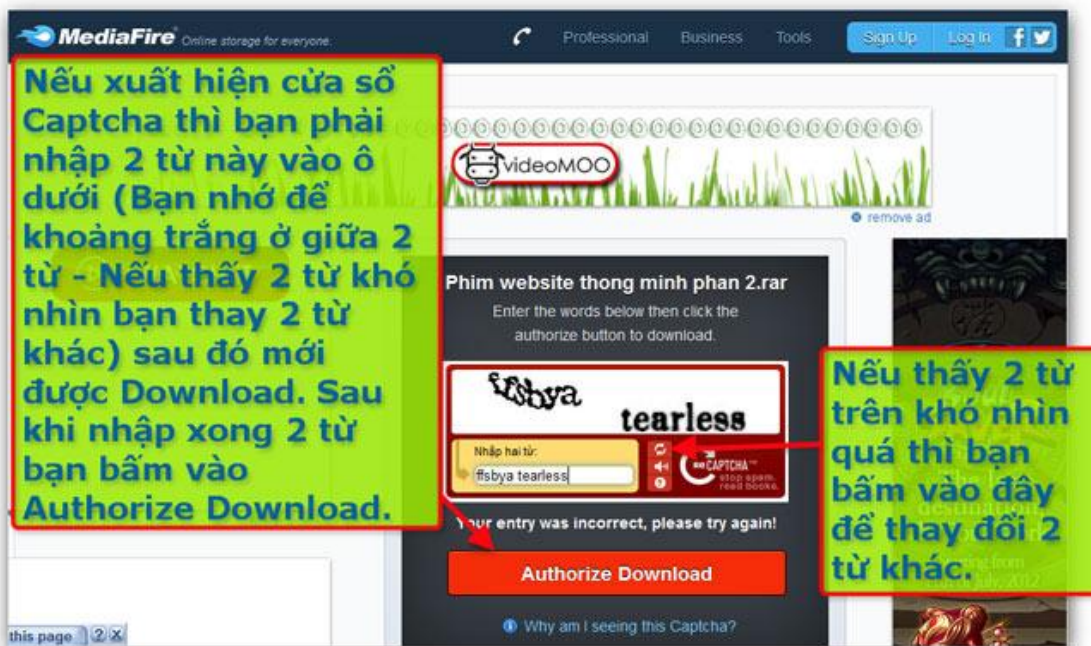 MediaFire Online storage for everyone.
Professional Business Tools Sign Up Log In
Nếu xuất hiện cửa sổ
Captcha thì bạn phải
nhập 2 từ này vào ô
dưới (Bạn nhớ để
khoảng trắng ở giữa 2
từ - Nếu thấy 2 từ khó
nhìn bạn thay 2 từ
khác) sau đó mới
được Download. Sau
khi nhập xong 2 từ
bạn bấm vào
Authorize Download.
videoMOO
remove ad
Phim website thong minh phan 2.rar
Enter the words below then click the
authorize button to download.
ffsbya
tearless
Nhập hai từ:
ffsbya tearless
reCAPTCHA™
stop spam.
read books.
Your entry was incorrect, please try again!
Authorize Download
Why am I seeing this Captcha?
Nếu thấy 2 từ
trên khó nhìn
quá thì bạn
bấm vào đây
để thay đổi 2
từ khác.
this page